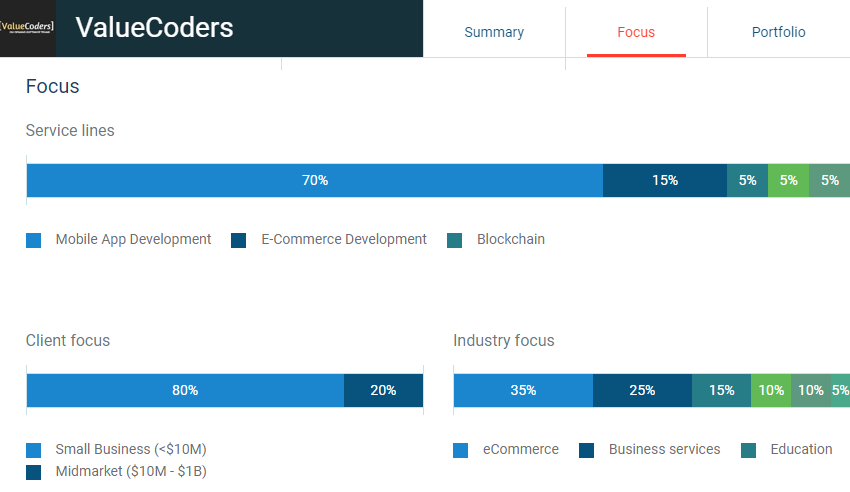 [ValueCoders]
ValueCoders
Summary
Focus
Portfolio
Focus
Service lines
70%
15%
5%
5%
5%
Mobile App Development
E-Commerce Development
Blockchain
Client focus
80%
20%
Small Business (<$10M)
Midmarket ($10M - $1B)
Industry focus
35%
25%
15%
10%
10%
5%
eCommerce
Business services
Education